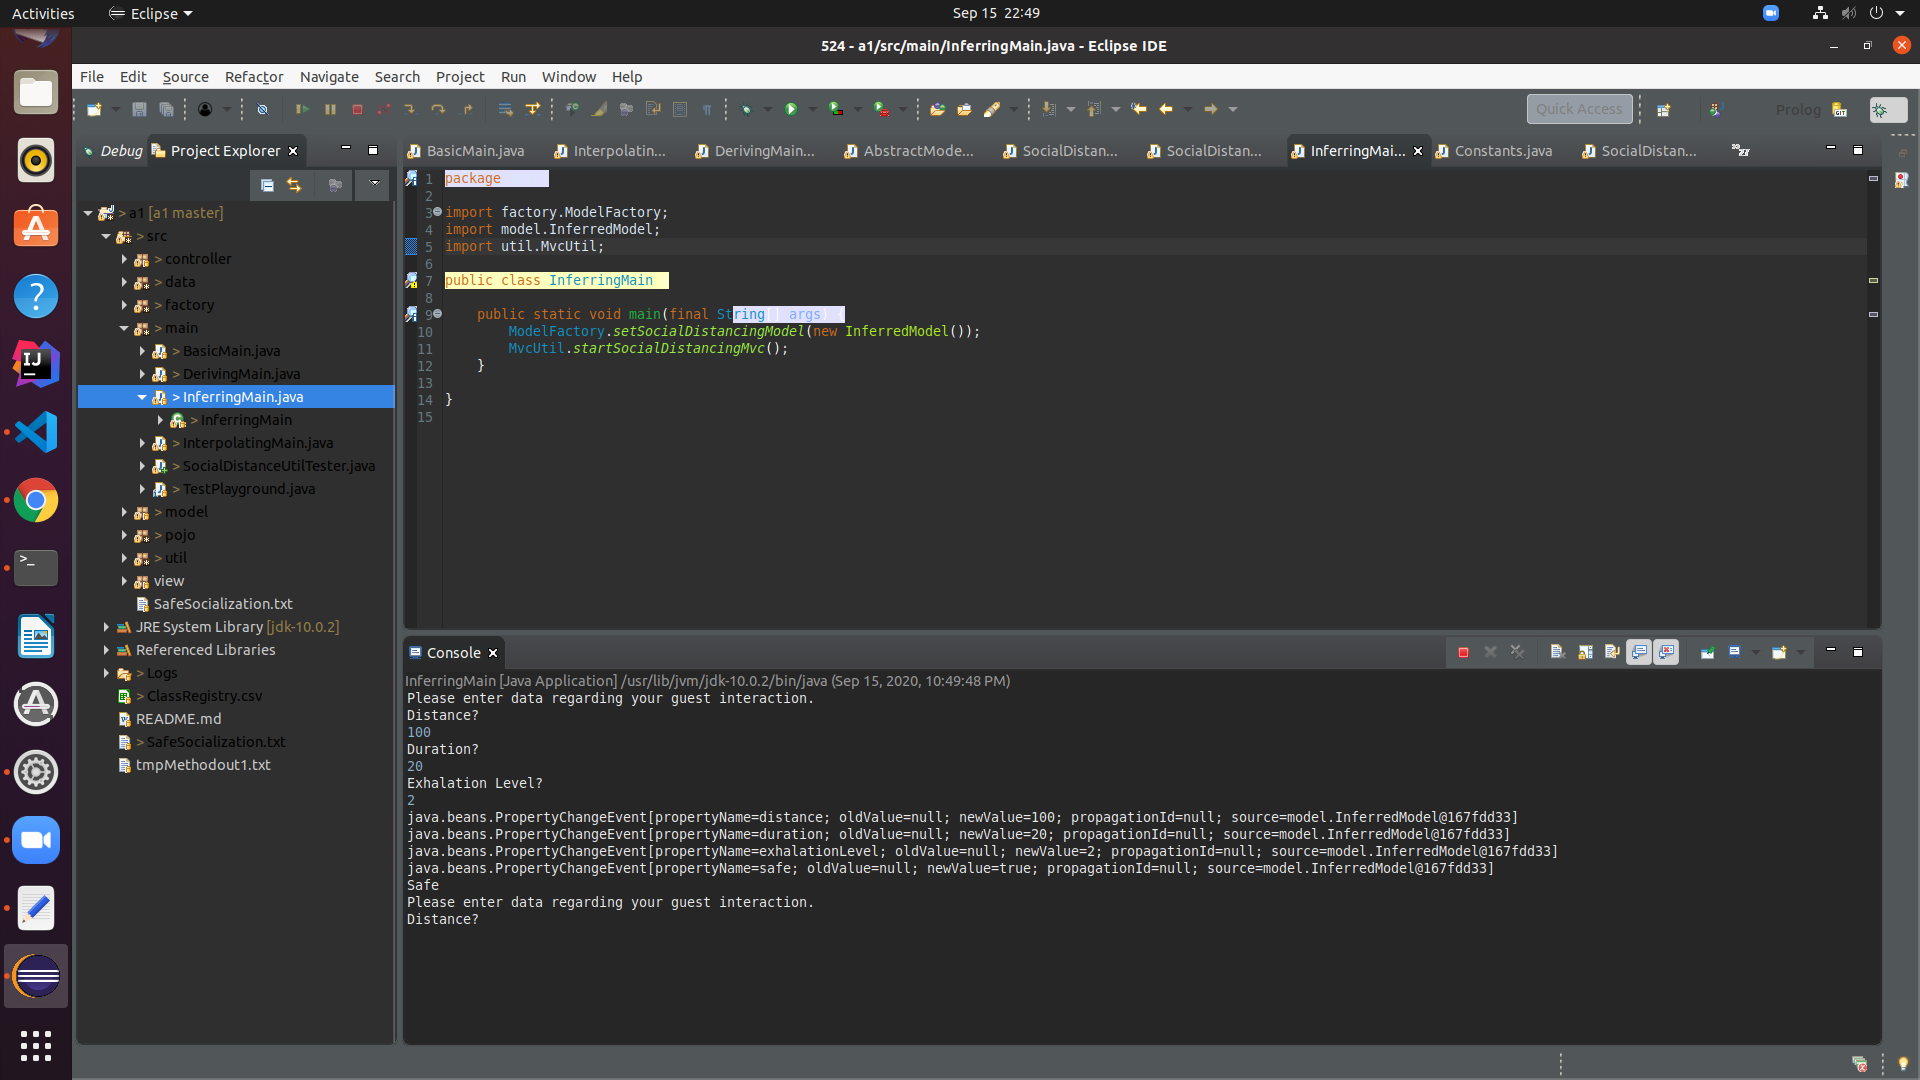 Activities
Eclipse
Sep 15 22:49
524 - a1/src/main/InferringMain.java - Eclipse IDE
File Edit Source Refactor Navigate Search Project Run Window Help
Quick Access
Prolog
Debug Project Explorer
BasicMain.java Interpolatin... DerivingMain... AbstractMode... SocialDistan... SocialDistan... InferringMai... Constants.java SocialDistan...
> a1 [a1 master]
> src
> controller
> data
> factory
> main
> BasicMain.java
> DerivingMain.java
> InferringMain.java
> InferringMain
> InterpolatingMain.java
> SocialDistanceUtilTester.java
> TestPlayground.java
> model
> pojo
> util
view
SafeSocialization.txt
JRE System Library [jdk-10.0.2]
Referenced Libraries
> Logs
> ClassRegistry.csv
README.md
> SafeSocialization.txt
tmpMethodout1.txt
1 package
2
3 import factory.ModelFactory;
4 import model.InferredModel;
5 import util.MvcUtil;
6
7 public class InferringMain
8
9 public static void main(final String[] args)
10 ModelFactory.setSocialDistancingModel(new InferredModel());
11 MvcUtil.startSocialDistancingMvc();
12 }
13
14 }
15
Console
InferringMain [Java Application] /usr/lib/jvm/jdk-10.0.2/bin/java (Sep 15, 2020, 10:49:48 PM)
Please enter data regarding your guest interaction.
Distance?
100
Duration?
20
Exhalation Level?
2
java.beans.PropertyChangeEvent[propertyName=distance; oldValue=null; newValue=100; propagationId=null; source=model.InferredModel@167fdd33]
java.beans.PropertyChangeEvent[propertyName=duration; oldValue=null; newValue=20; propagationId=null; source=model.InferredModel@167fdd33]
java.beans.PropertyChangeEvent[propertyName=exhalationLevel; oldValue=null; newValue=2; propagationId=null; source=model.InferredModel@167fdd33]
java.beans.PropertyChangeEvent[propertyName=safe; oldValue=null; newValue=true; propagationId=null; source=model.InferredModel@167fdd33]
Safe
Please enter data regarding your guest interaction.
Distance?